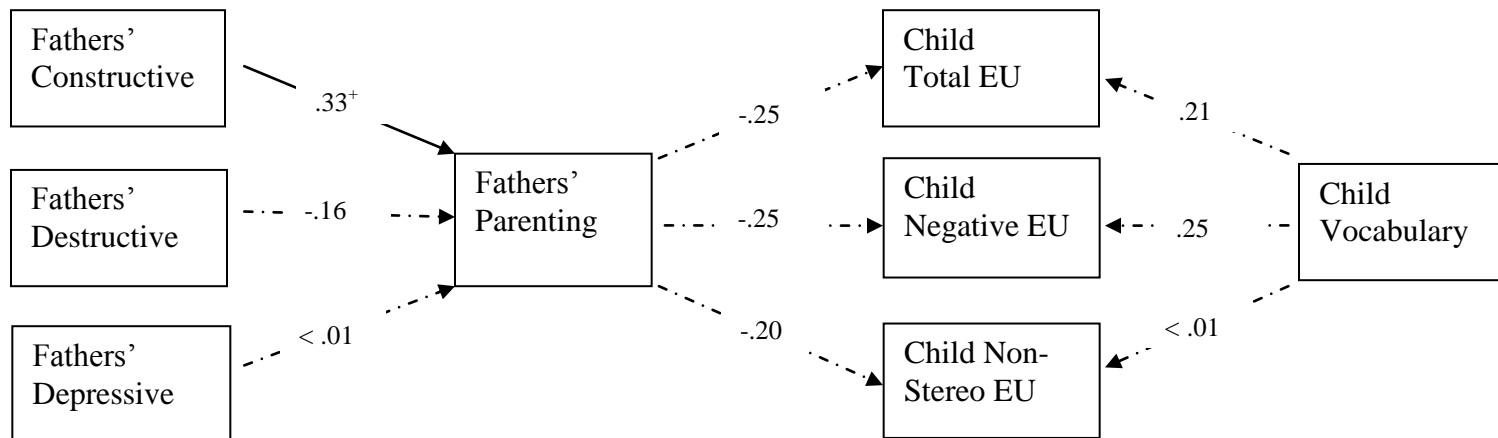 Fathers’
Constructive
Fathers’
Destructive
Fathers’
Depressive
.33+
-.16
< .01
Fathers’
Parenting
-.25
-.25
-.20
Child
Total EU
Child
Negative EU
Child Non-
Stereo EU
.21
.25
< .01
Child
Vocabulary